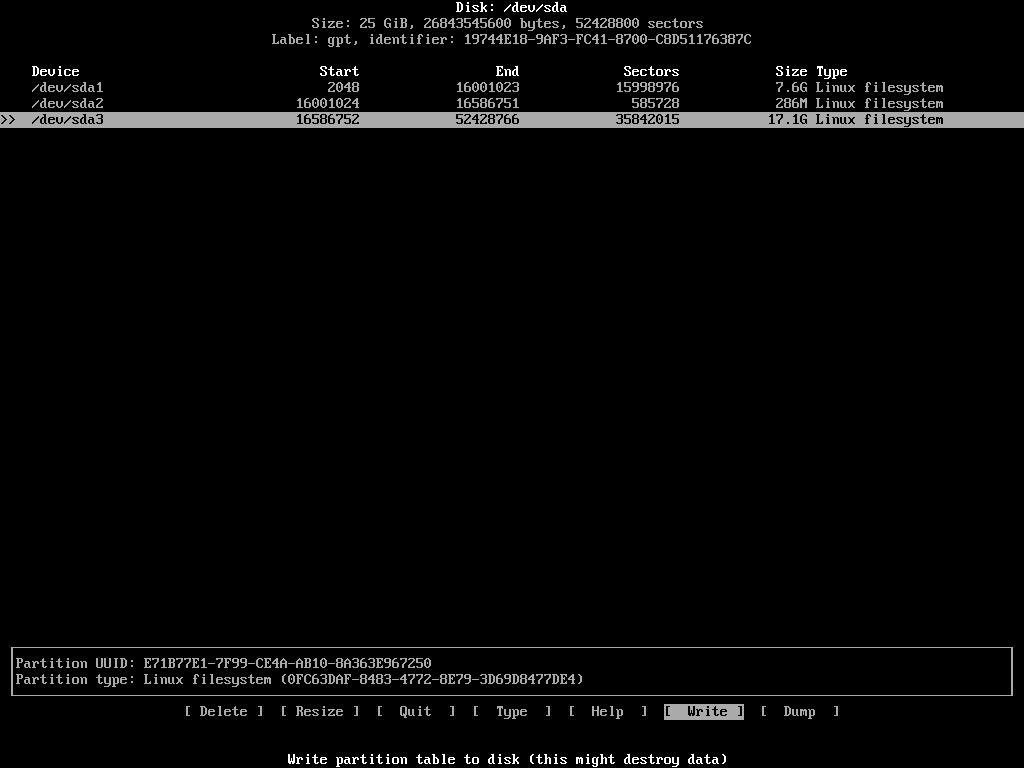 Disk: /dev/sda
Size: 25 GiB, 26843545600 bytes, 52428800 sectors
Label: gpt, identifier: 19744E18-9AF3-FC41-8700-C8D51176387C
Device Start End Sectors Size Type
/dev/sda1 2048 16001023 15998976 7.6G Linux filesystem
/dev/sda2 16001024 16586751 585728 286M Linux filesystem
>> /dev/sda3 16586752 52428766 35842015 17.1G Linux filesystem
Partition UUID: E71B77E1-7F99-CE4A-AB10-8A363E967250
Partition type: Linux filesystem (0FC63DAF-8483-4772-8E79-3D69D8477DE4)
[ Delete ] [ Resize ] [ Quit ] [ Type ] [ Help ] [ Write ] [ Dump ]
Write partition table to disk (this might destroy data)